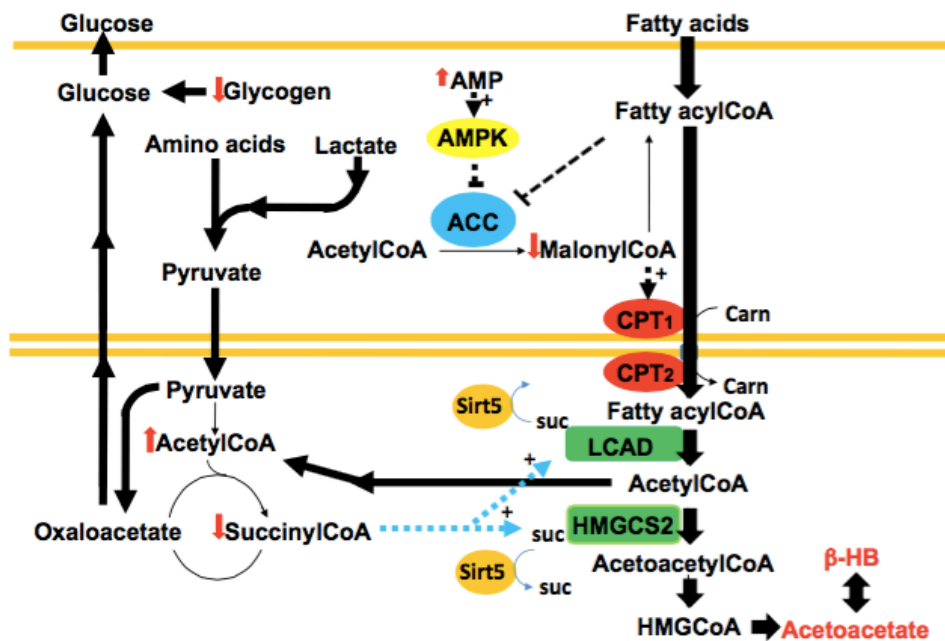 Glucose
Fatty acids
Glucose
Glycogen
AMP
+
Fatty acylCoA
Amino acids
Lactate
AMPK
ACC
AcetylCoA
MalonylCoA
Pyruvate
+
CPT1
Carn
CPT2
Carn
Pyruvate
Sirt5
suc
Fatty acylCoA
AcetylCoA
LCAD
+
AcetylCoA
Oxaloacetate
SuccinylCoA
+
suc
HMGCS2
Sirt5
suc
AcetoacetylCoA
β-HB
HMGCoA
Acetoacetate